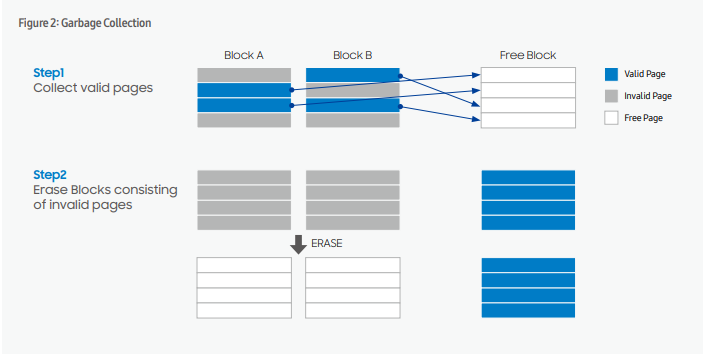 Figure 2: Garbage Collection
Block A
Block B
Free Block
Step1
Collect valid pages
Valid Page
Invalid Page
Free Page
Step2
Erase Blocks consisting
of invalid pages
ERASE